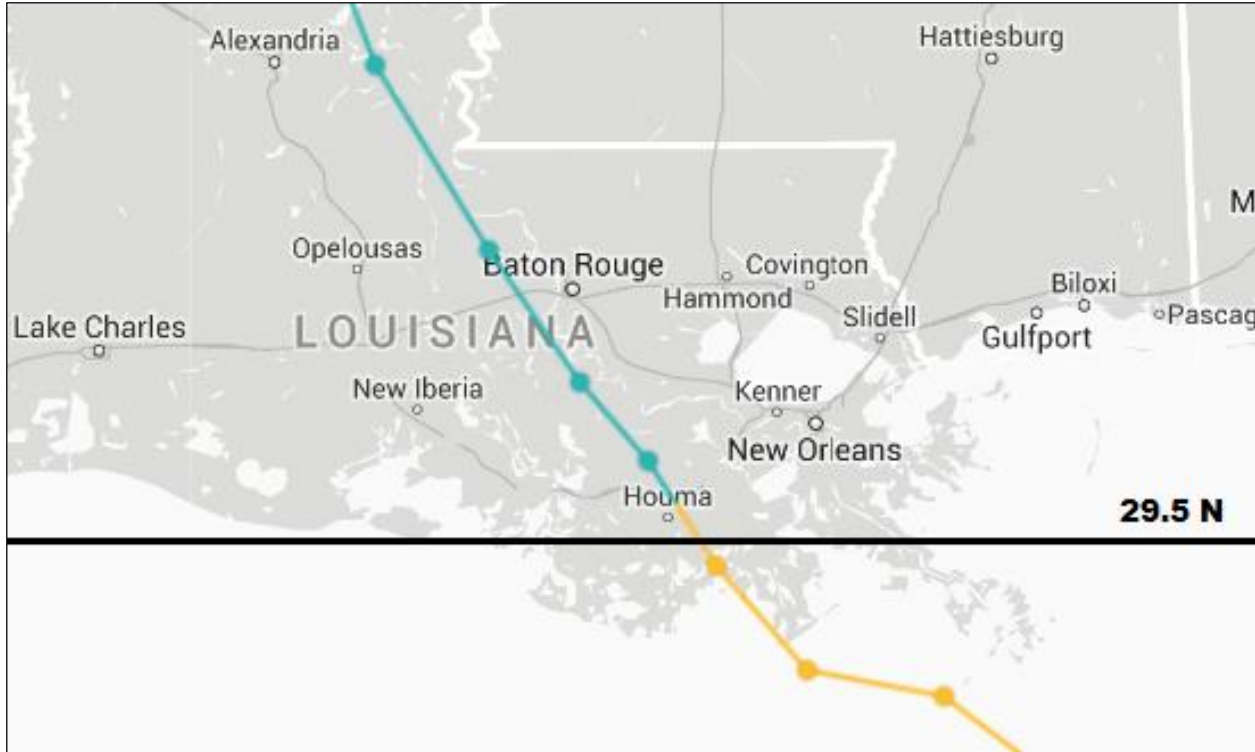 Alexandria
Hattiesburg
M
Opelousas
Baton Rouge
Covington
Hammond
Biloxi
Lake Charles
LOUISIANA
Slidell
Pascag
Gulfport
New Iberia
Kenner
New Orleans
Houma
29.5 N